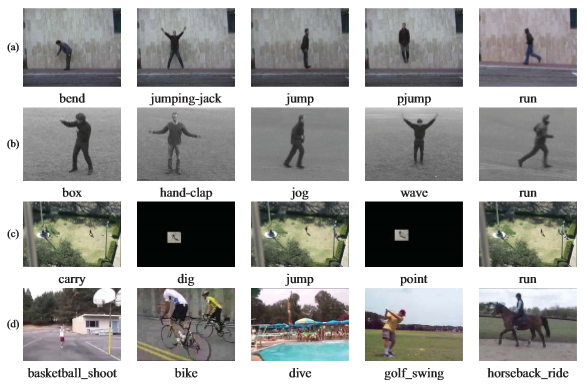 (a)
bend jumping-jack jump pjump run
(b)
box hand-clap jog wave run
(c)
carry dig jump point run
(d)
basketball_shoot bike dive golf_swing horseback_ride